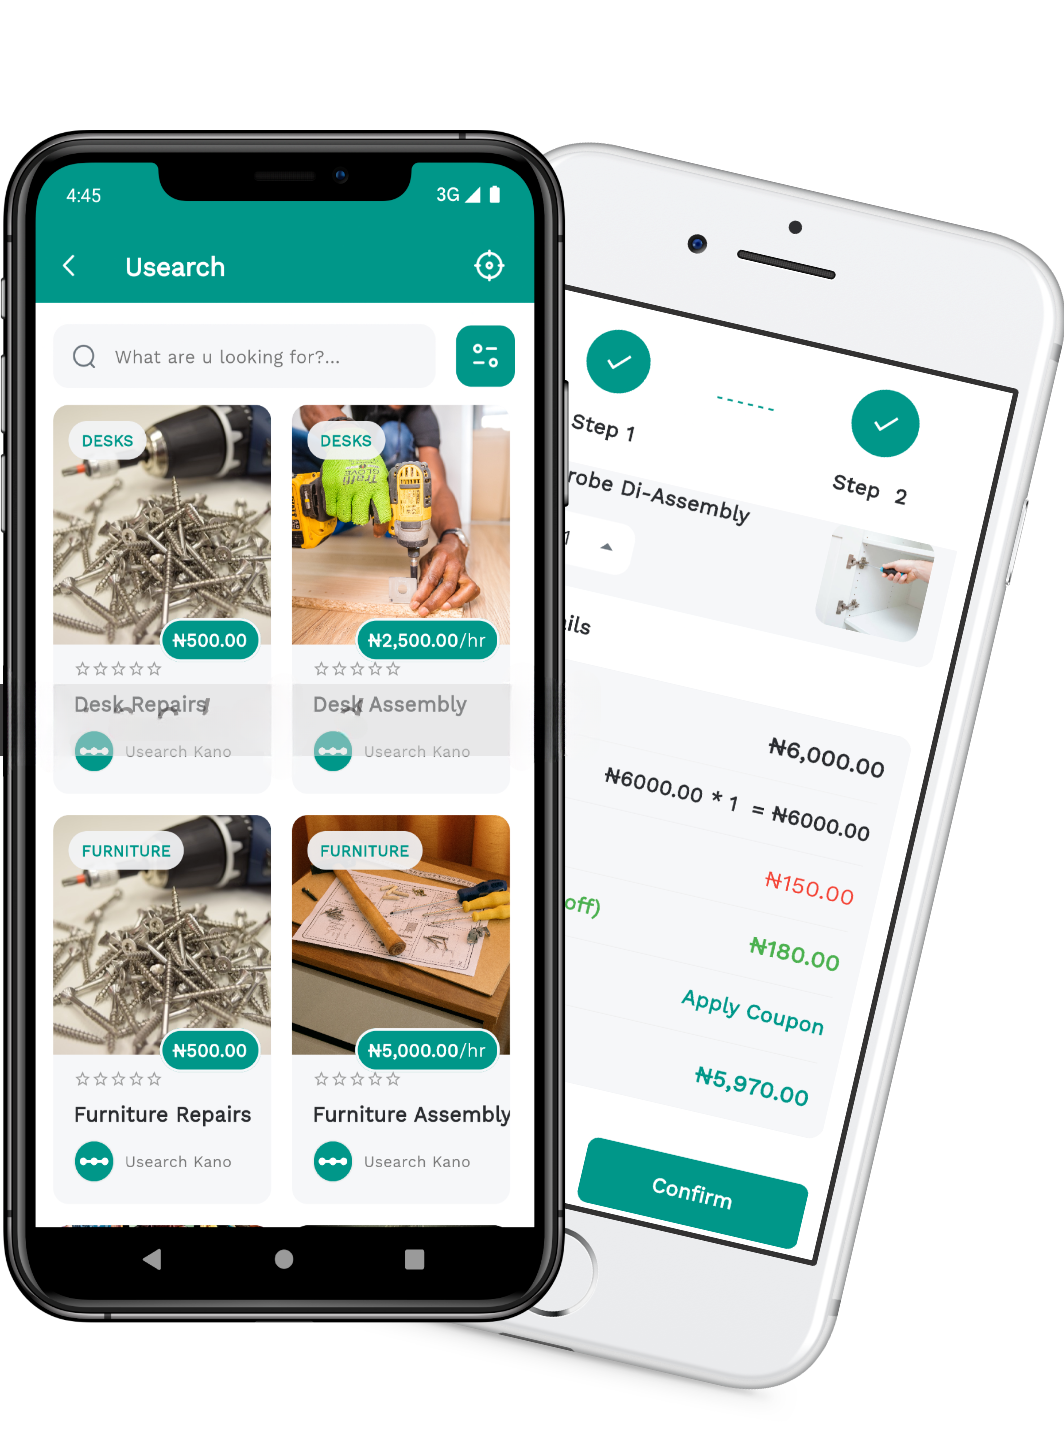 4:45
3G
Usearch
What are u looking for?...
DESKS
DESKS
₦500.00
₦2,500.00/hr
Desk Repairs
Desk Assembly
Usearch Kano
Usearch Kano
FURNITURE
FURNITURE
₦500.00
₦5,000.00/hr
Furniture Repairs
Furniture Assembly
Usearch Kano
Usearch Kano
Step 1
Step 2
robe Di-Assembly
1
ils
₦6,000.00
₦6000.00 * 1 = ₦6000.00
₦150.00
off)
₦180.00
Apply Coupon
₦5,970.00
Confirm